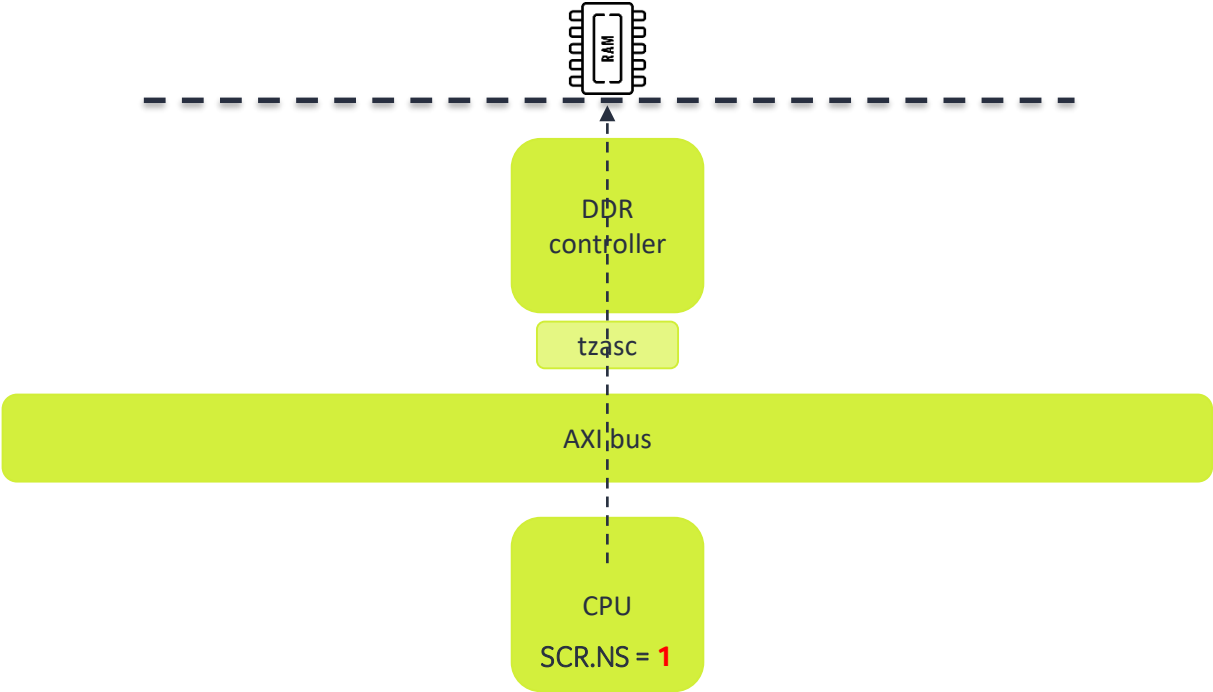 RAM
DDR
controller
tzasc
AXI bus
CPU
SCR.NS = 1